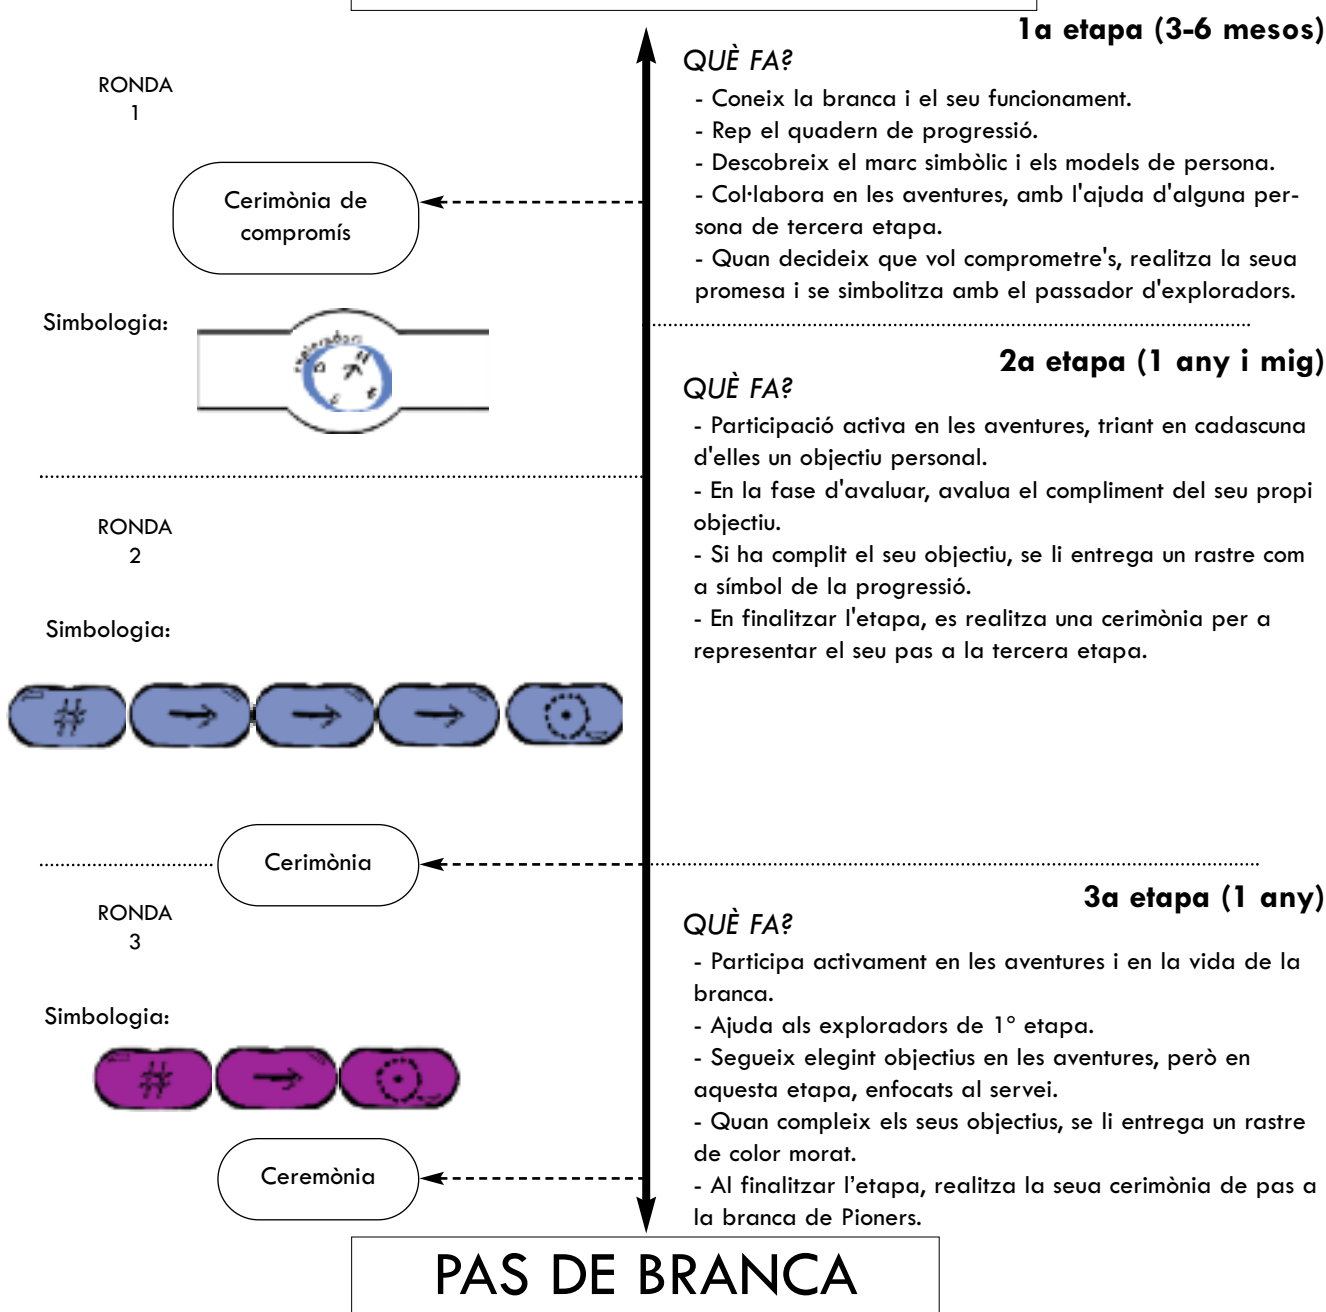 1a etapa (3-6 mesos)
QUÈ FA?
RONDA
1
- Coneix la branca i el seu funcionament.
- Rep el quadern de progressió.
- Descobreix el marc simbòlic i els models de persona.
- Col·labora en les aventures, amb l'ajuda d'alguna per-
sona de tercera etapa.
- Quan decideix que vol comprometre's, realitza la seua
promesa i se simbolitza amb el passador d'exploradors.
Cerimònia de
compromís
Simbologia:
exploradors
2a etapa (1 any i mig)
QUÈ FA?
- Participació activa en les aventures, triant en cadascuna
d'elles un objectiu personal.
- En la fase d'avaluar, avalua el compliment del seu propi
objectiu.
- Si ha complit el seu objectiu, se li entrega un rastre com
a símbol de la progressió.
- En finalitzar l'etapa, es realitza una cerimònia per a
representar el seu pas a la tercera etapa.
RONDA
2
Simbologia:
Cerimònia
3a etapa (1 any)
QUÈ FA?
RONDA
3
- Participa activament en les aventures i en la vida de la
branca.
- Ajuda als exploradors de 1º etapa.
- Segueix elegint objectius en les aventures, però en
aquesta etapa, enfocats al servei.
- Quan compleix els seus objectius, se li entrega un rastre
de color morat.
- Al finalitzar l’etapa, realitza la seua cerimònia de pas a
la branca de Pioners.
Simbologia:
Ceremònia
PAS DE BRANCA